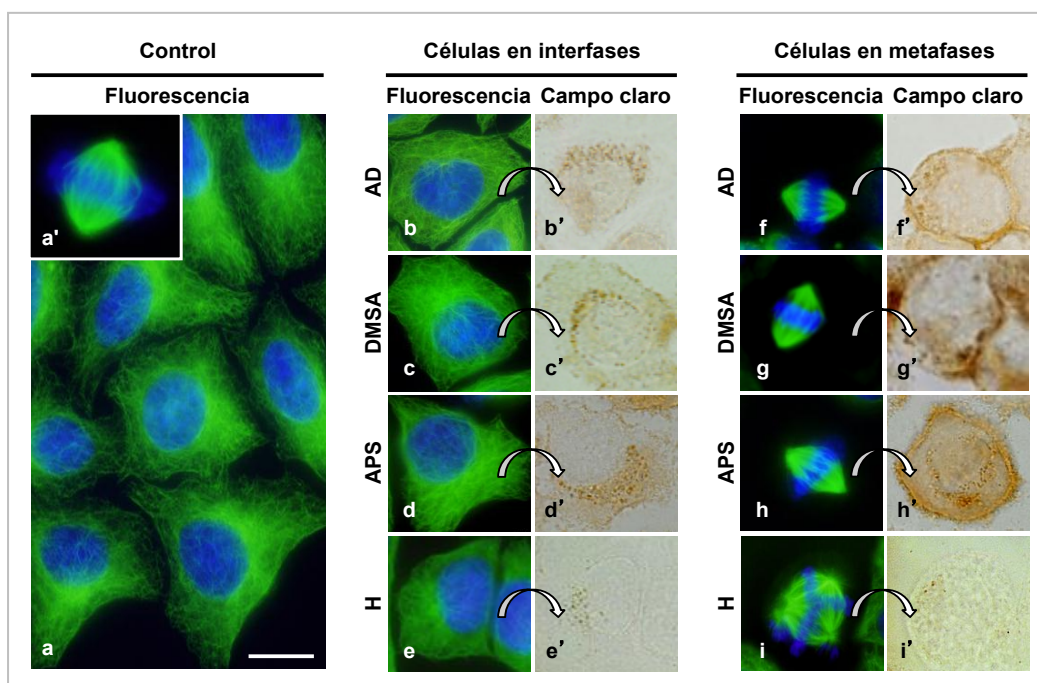 Control
Células en interfases
Células en metafases
Fluorescencia
Fluorescencia Campo claro
Fluorescencia Campo claro
a'
a
AD
b
b’
AD
f
f’
DMSA
c
c’
DMSA
g
g’
APS
d
d’
APS
h
h’
H
e
e’
H
i
i’